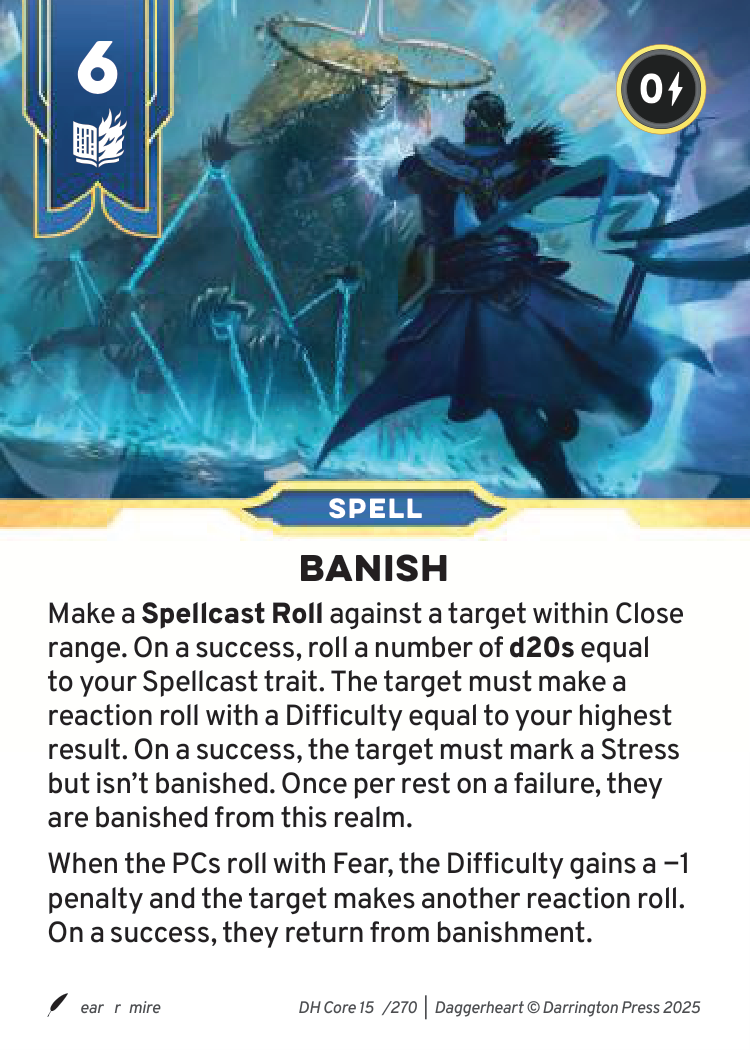 6
0
SPELL
BANISH
Make a Spellcast Roll against a target within Close
range. On a success, roll a number of d20s equal
to your Spellcast trait. The target must make a
reaction roll with a Difficulty equal to your highest
result. On a success, the target must mark a Stress
but isn’t banished. Once per rest on a failure, they
are banished from this realm.
When the PCs roll with Fear, the Difficulty gains a −1
penalty and the target makes another reaction roll.
On a success, they return from banishment.
ear r mire
DH Core 15 /270 | Daggerheart © Darrington Press 2025